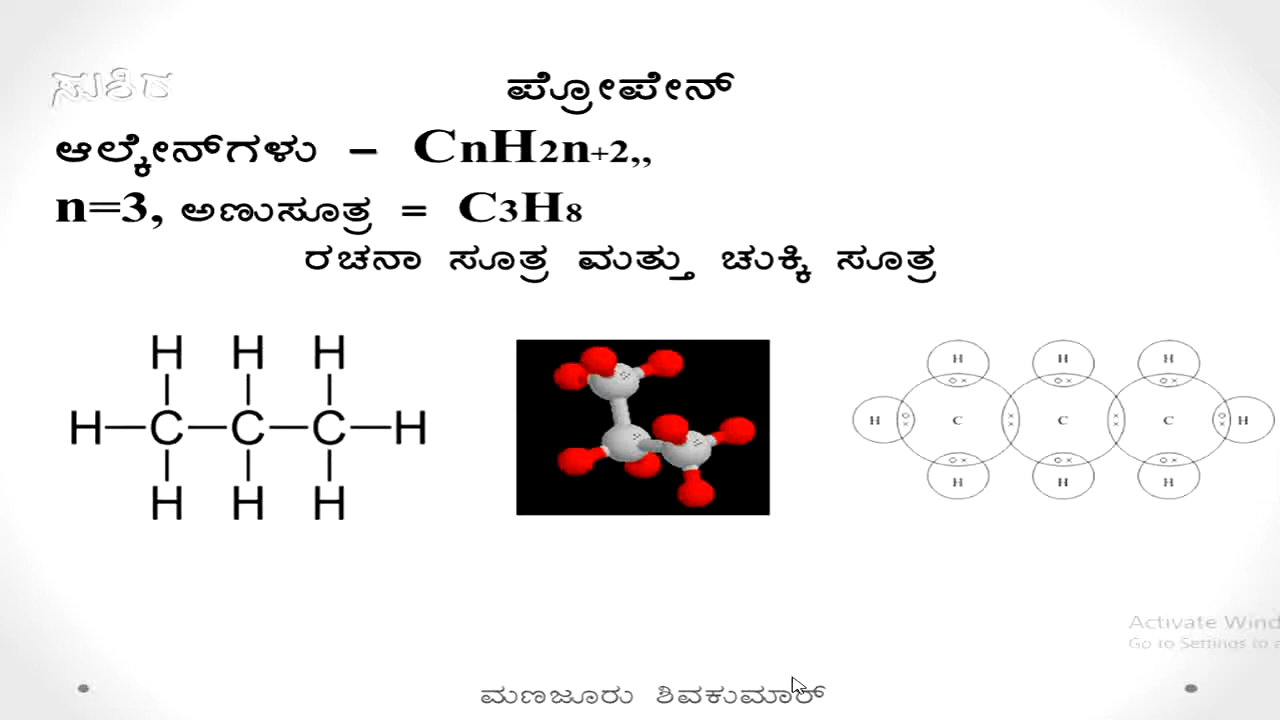 ಸುಶಿರ
ಪ್ರೋಪೇನ್
ಆಲ್ಕೇನ್‌ಗಳು – CnH2n+2,,
n=3, ಅಣುಸೂತ್ರ = C3H8
ರಚನಾ ಸೂತ್ರ ಮತ್ತು ಚುಕ್ಕಿ ಸೂತ್ರ
H H H
H C C C H
H H H
H H H
H C C C H
H H H
Activate Wind
Go to Settings to a
ಮಣಜೂರು ಶಿವಕುಮಾರ್